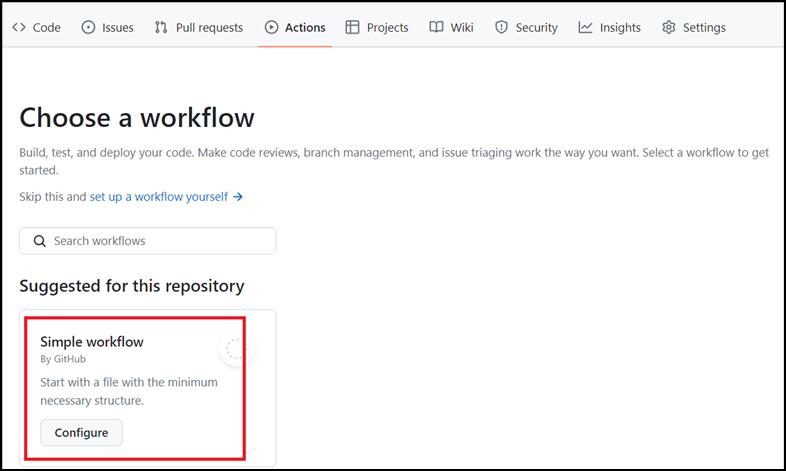 Code Issues Pull requests Actions Projects Wiki Security Insights Settings
Choose a workflow
Build, test, and deploy your code. Make code reviews, branch management, and issue triaging work the way you want. Select a workflow to get
started.
Skip this and set up a workflow yourself →
Search workflows
Suggested for this repository
Simple workflow
By GitHub
Start with a file with the minimum
necessary structure.
Configure